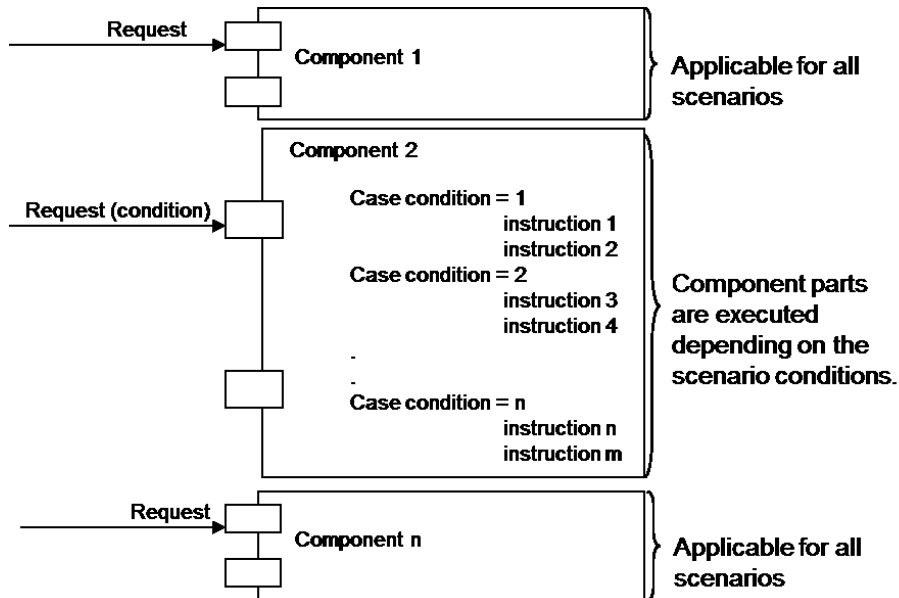 Request
Component 1
Applicable for all
scenarios
Component 2
Case condition = 1
instruction 1
instruction 2
Request (condition)
Case condition = 2
instruction 3
instruction 4
.
.
Case condition = n
instruction n
instruction m
Component parts
are executed
depending on the
scenario conditions.
Request
Component n
Applicable for all
scenarios